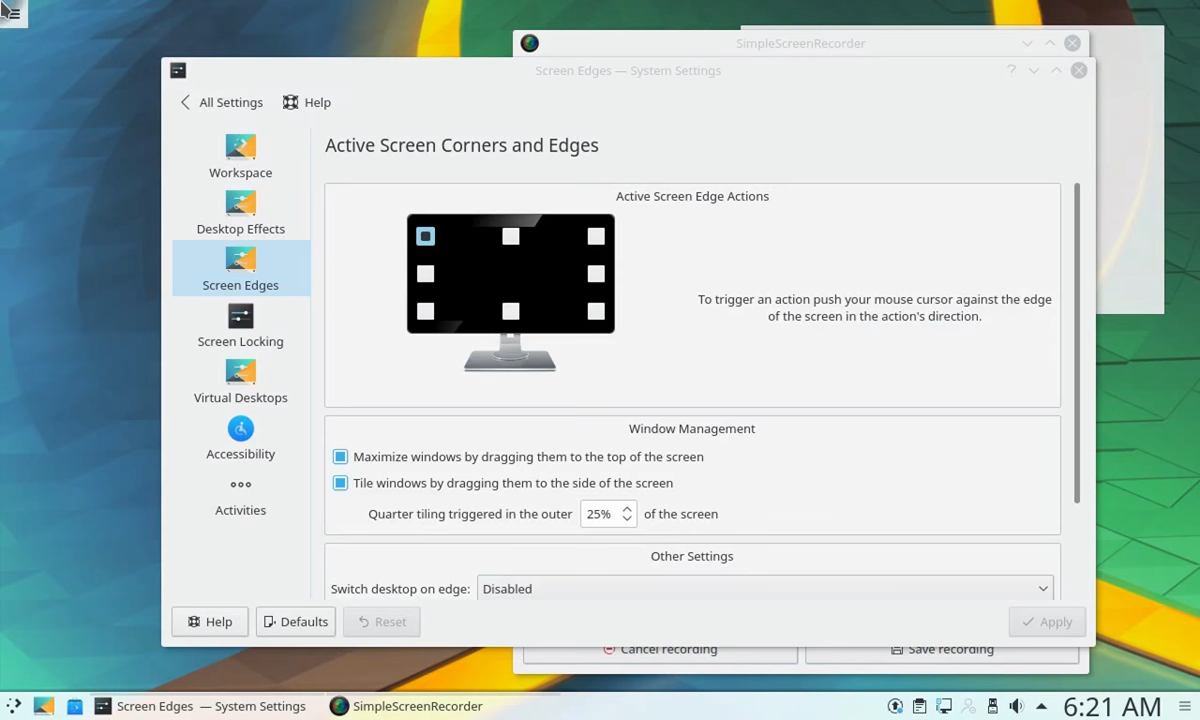 SimpleScreenRecorder
Screen Edges — System Settings
All Settings
Help
Workspace
Desktop Effects
Screen Edges
Screen Locking
Virtual Desktops
Accessibility
Activities
Active Screen Corners and Edges
Active Screen Edge Actions
To trigger an action push your mouse cursor against the edge
of the screen in the action's direction.
Window Management
Maximize windows by dragging them to the top of the screen
Tile windows by dragging them to the side of the screen
Quarter tiling triggered in the outer 25% of the screen
Other Settings
Switch desktop on edge: Disabled
Help
Defaults
Reset
Apply
Cancel recording
Save recording
Screen Edges — System Settings
SimpleScreenRecorder
6:21 AM